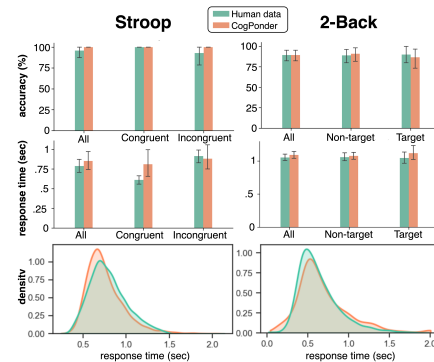 Stroop
Human data
CogPonder
2-Back
accuracy (%)
100
75
50
25
0
All
Congruent
Incongruent
100
75
50
25
0
All
Non-target
Target
response time (sec)
1
.75
.5
.25
0
All
Congruent
Incongruent
1
.5
0
All
Non-target
Target
density
1.00
0.75
0.50
0.25
0.00
0.0
0.5
1.0
1.5
2.0
response time (sec)
1.00
0.75
0.50
0.25
0.00
0.0
0.5
1.0
1.5
2.0
response time (sec)